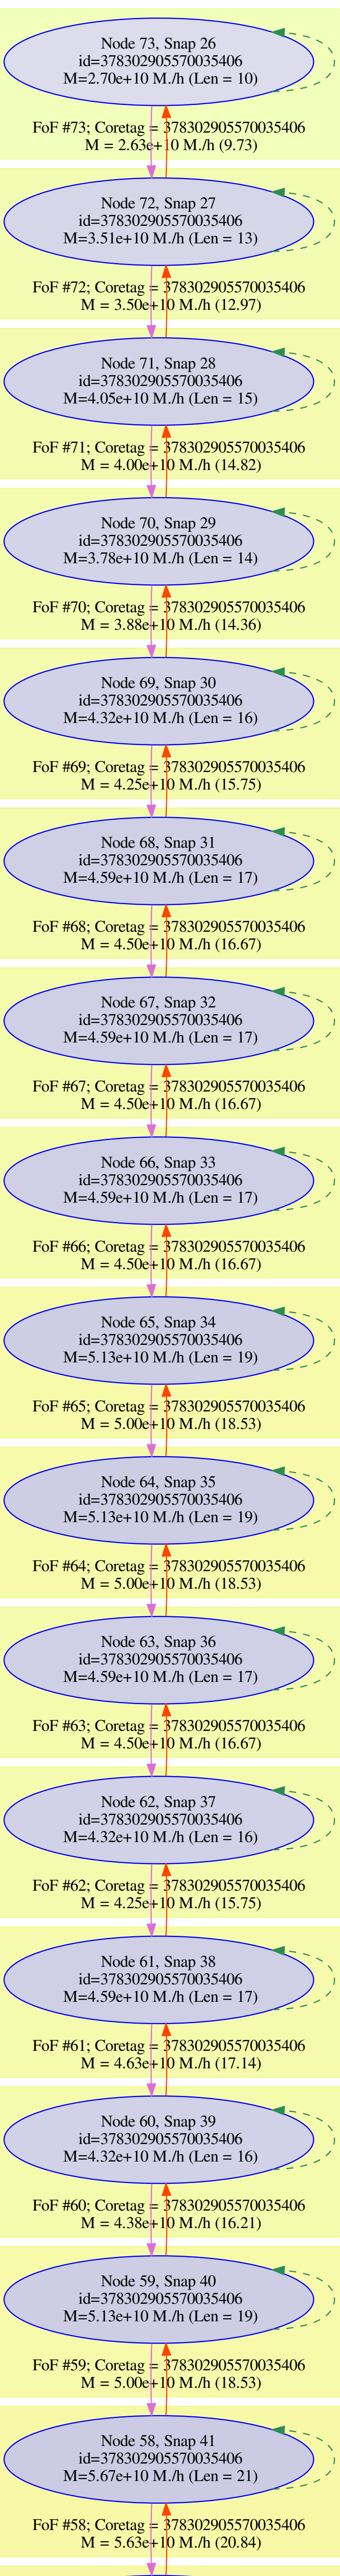 Node 73, Snap 26
id=378302905570035406
M=2.70e+10 M./h (Len = 10)
FoF #73; Coretag = 378302905570035406
M = 2.63e+10 M./h (9.73)
Node 72, Snap 27
id=378302905570035406
M=3.51e+10 M./h (Len = 13)
FoF #72; Coretag = 378302905570035406
M = 3.50e+10 M./h (12.97)
Node 71, Snap 28
id=378302905570035406
M=4.05e+10 M./h (Len = 15)
FoF #71; Coretag = 378302905570035406
M = 4.00e+10 M./h (14.82)
Node 70, Snap 29
id=378302905570035406
M=3.78e+10 M./h (Len = 14)
FoF #70; Coretag = 378302905570035406
M = 3.88e+10 M./h (14.36)
Node 69, Snap 30
id=378302905570035406
M=4.32e+10 M./h (Len = 16)
FoF #69; Coretag = 378302905570035406
M = 4.25e+10 M./h (15.75)
Node 68, Snap 31
id=378302905570035406
M=4.59e+10 M./h (Len = 17)
FoF #68; Coretag = 378302905570035406
M = 4.50e+10 M./h (16.67)
Node 67, Snap 32
id=378302905570035406
M=4.59e+10 M./h (Len = 17)
FoF #67; Coretag = 378302905570035406
M = 4.50e+10 M./h (16.67)
Node 66, Snap 33
id=378302905570035406
M=4.59e+10 M./h (Len = 17)
FoF #66; Coretag = 378302905570035406
M = 4.50e+10 M./h (16.67)
Node 65, Snap 34
id=378302905570035406
M=5.13e+10 M./h (Len = 19)
FoF #65; Coretag = 378302905570035406
M = 5.00e+10 M./h (18.53)
Node 64, Snap 35
id=378302905570035406
M=5.13e+10 M./h (Len = 19)
FoF #64; Coretag = 378302905570035406
M = 5.00e+10 M./h (18.53)
Node 63, Snap 36
id=378302905570035406
M=4.59e+10 M./h (Len = 17)
FoF #63; Coretag = 378302905570035406
M = 4.50e+10 M./h (16.67)
Node 62, Snap 37
id=378302905570035406
M=4.32e+10 M./h (Len = 16)
FoF #62; Coretag = 378302905570035406
M = 4.25e+10 M./h (15.75)
Node 61, Snap 38
id=378302905570035406
M=4.59e+10 M./h (Len = 17)
FoF #61; Coretag = 378302905570035406
M = 4.63e+10 M./h (17.14)
Node 60, Snap 39
id=378302905570035406
M=4.32e+10 M./h (Len = 16)
FoF #60; Coretag = 378302905570035406
M = 4.38e+10 M./h (16.21)
Node 59, Snap 40
id=378302905570035406
M=5.13e+10 M./h (Len = 19)
FoF #59; Coretag = 378302905570035406
M = 5.00e+10 M./h (18.53)
Node 58, Snap 41
id=378302905570035406
M=5.67e+10 M./h (Len = 21)
FoF #58; Coretag = 378302905570035406
M = 5.63e+10 M./h (20.84)